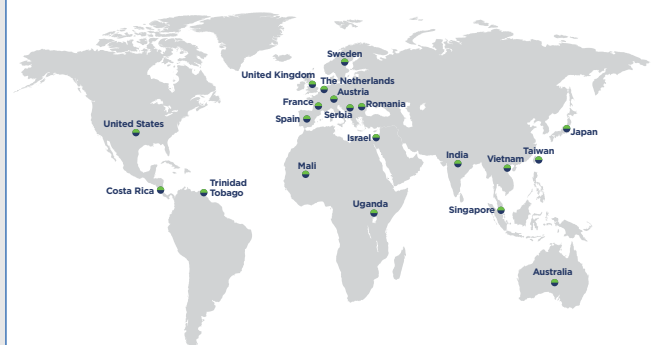 Sweden
United Kingdom
The Netherlands
Austria
France
Romania
Serbia
Spain
United States
Japan
Israel
Taiwan
India
Vietnam
Mali
Trinidad
Tobago
Costa Rica
Uganda
Singapore
Australia